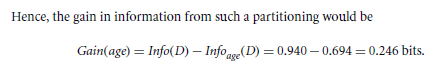 Hence, the gain in information from such a partitioning would be
Gain(age) = Info(D) − Infoage(D) = 0.940 − 0.694 = 0.246 bits.